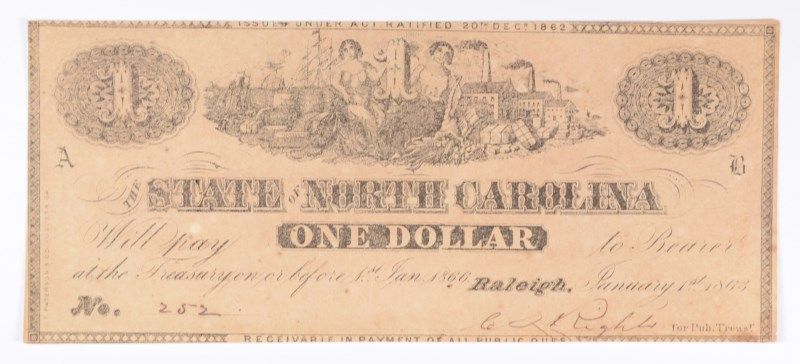 ISSUED UNDER ACT RATIFIED 20TH DECR 1862
1 1 1
A B
THE STATE OF NORTH CAROLINA
Will pay ONE DOLLAR to Bearer
at the Treasury on or before 1st Jan. 1866 Raleigh, January 1st 1863
No. 252 for Pub. Treasr
RECEIVABLE IN PAYMENT OF ALL PUBLIC DUES